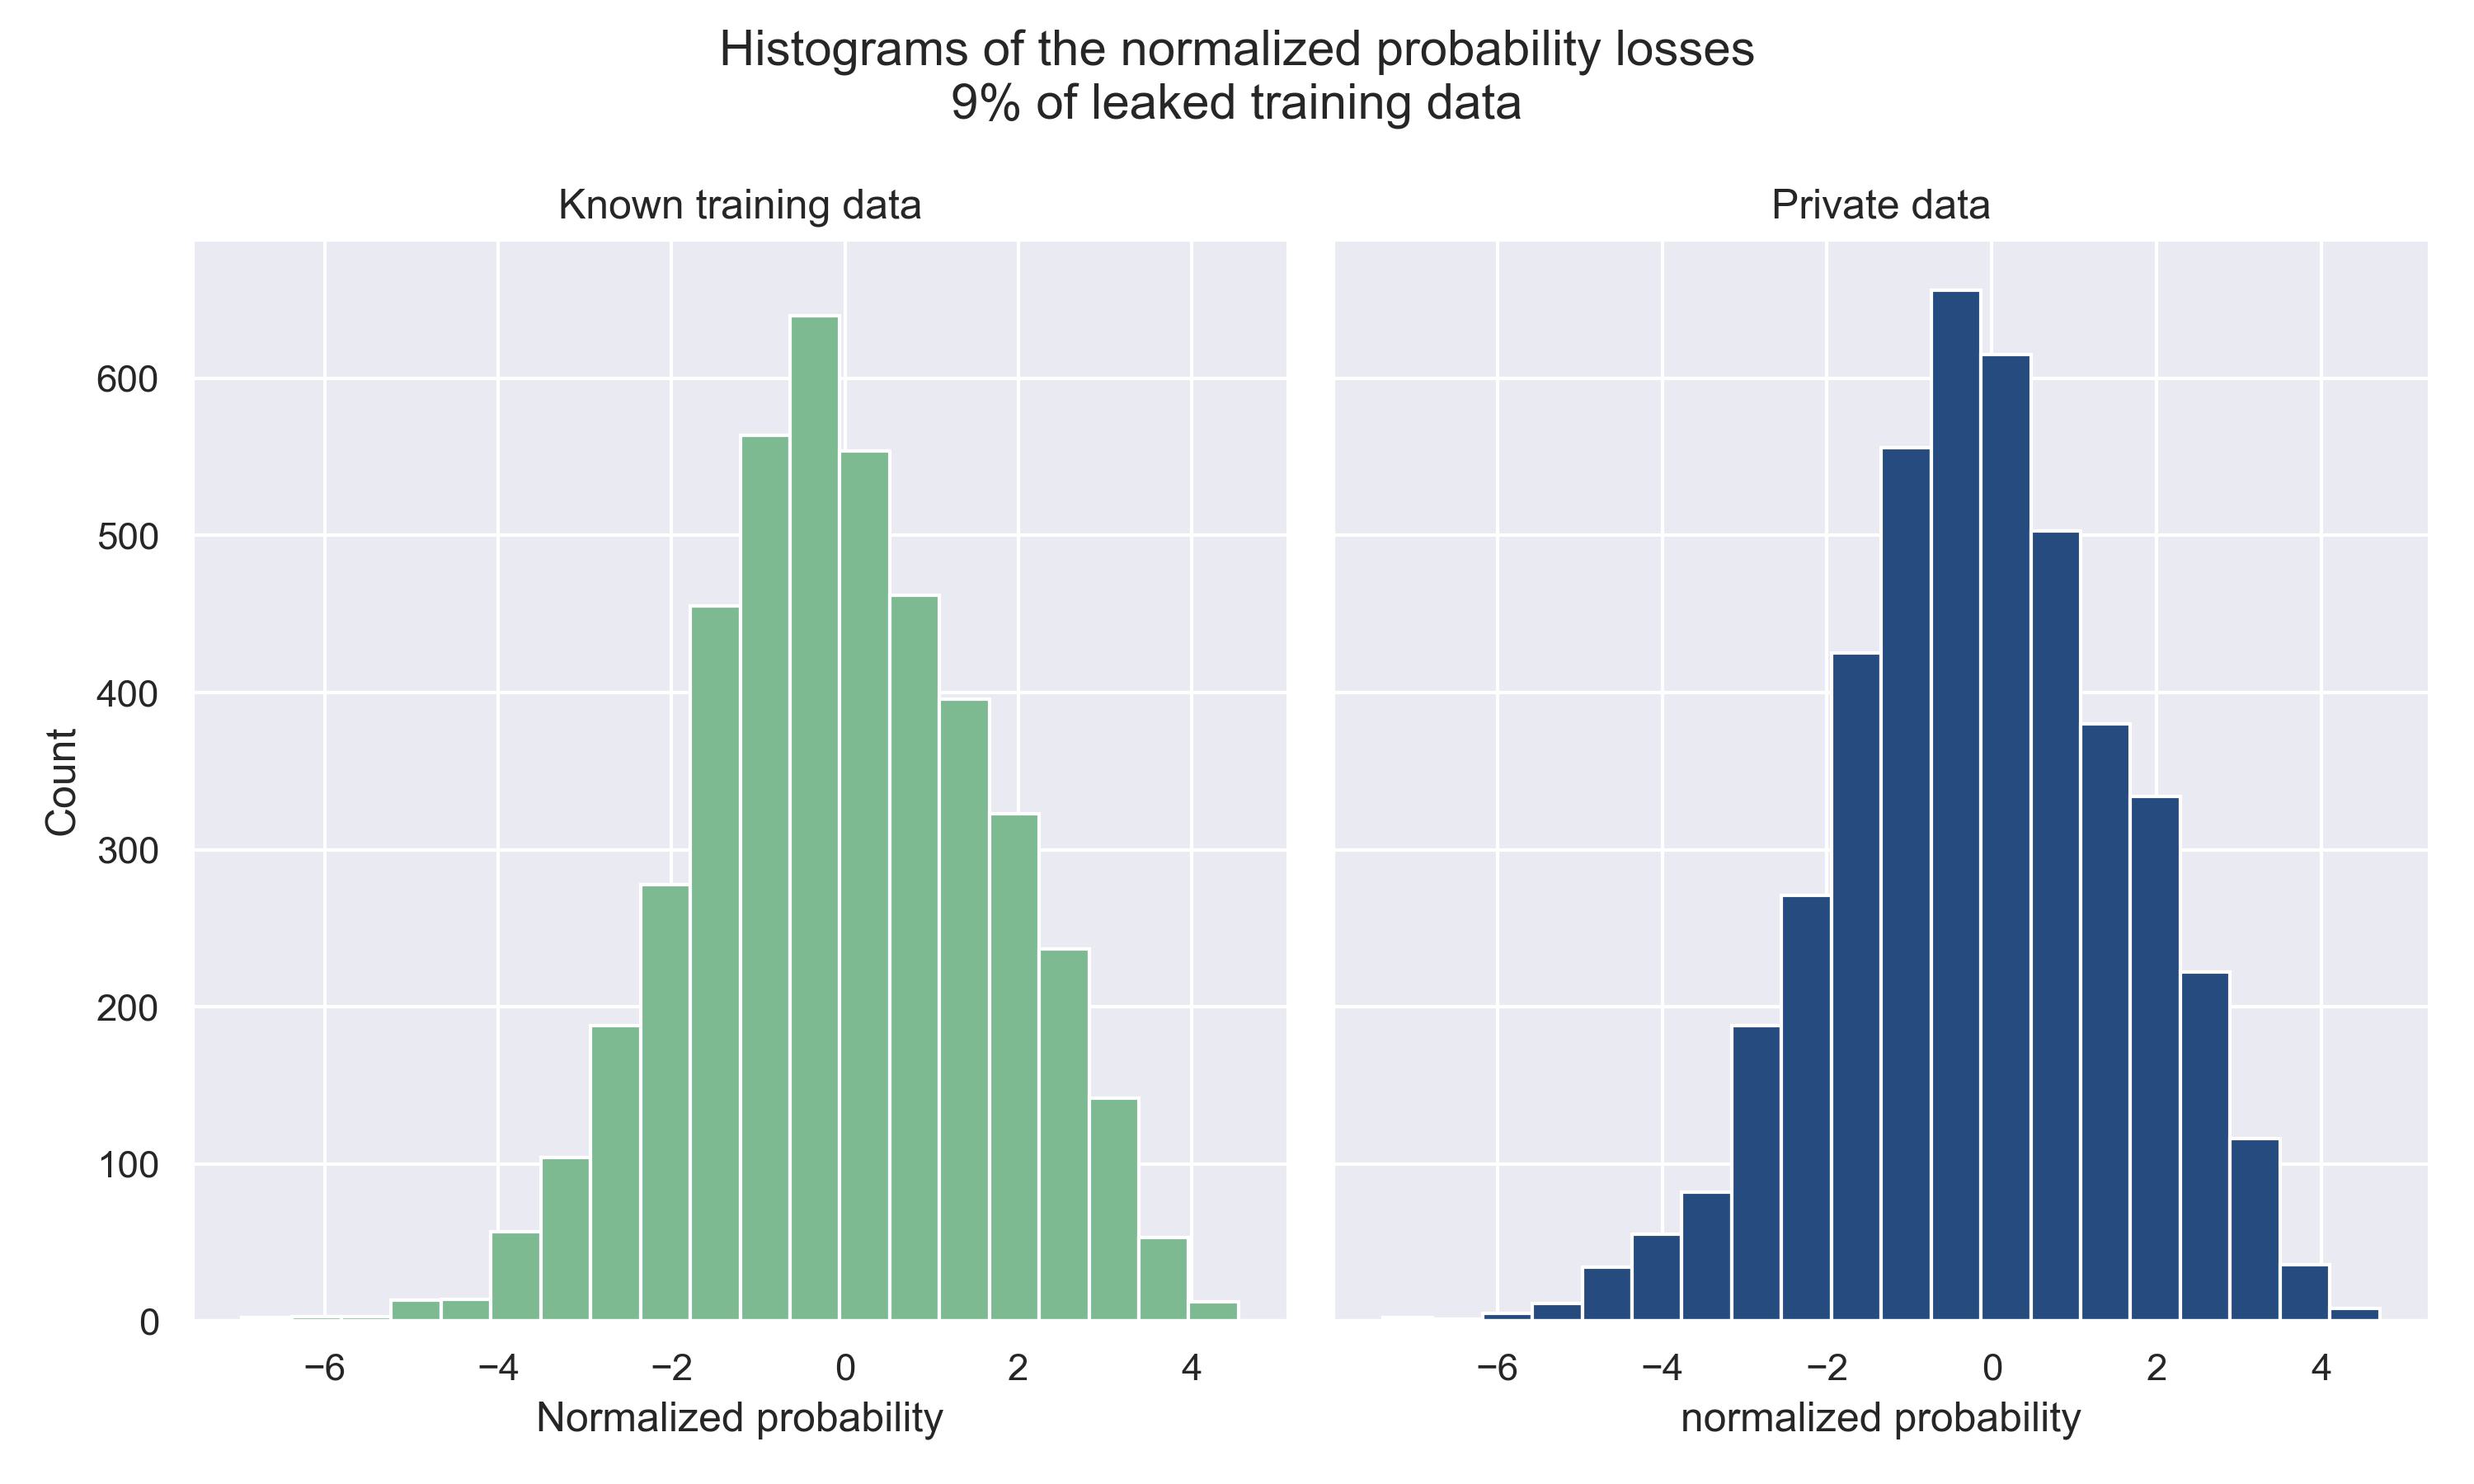 Histograms of the normalized probability losses
9% of leaked training data
Known training data
Private data
Count
600
500
400
300
200
100
0
−6 −4 −2 0 2 4
−6 −4 −2 0 2 4
Normalized probability
normalized probability